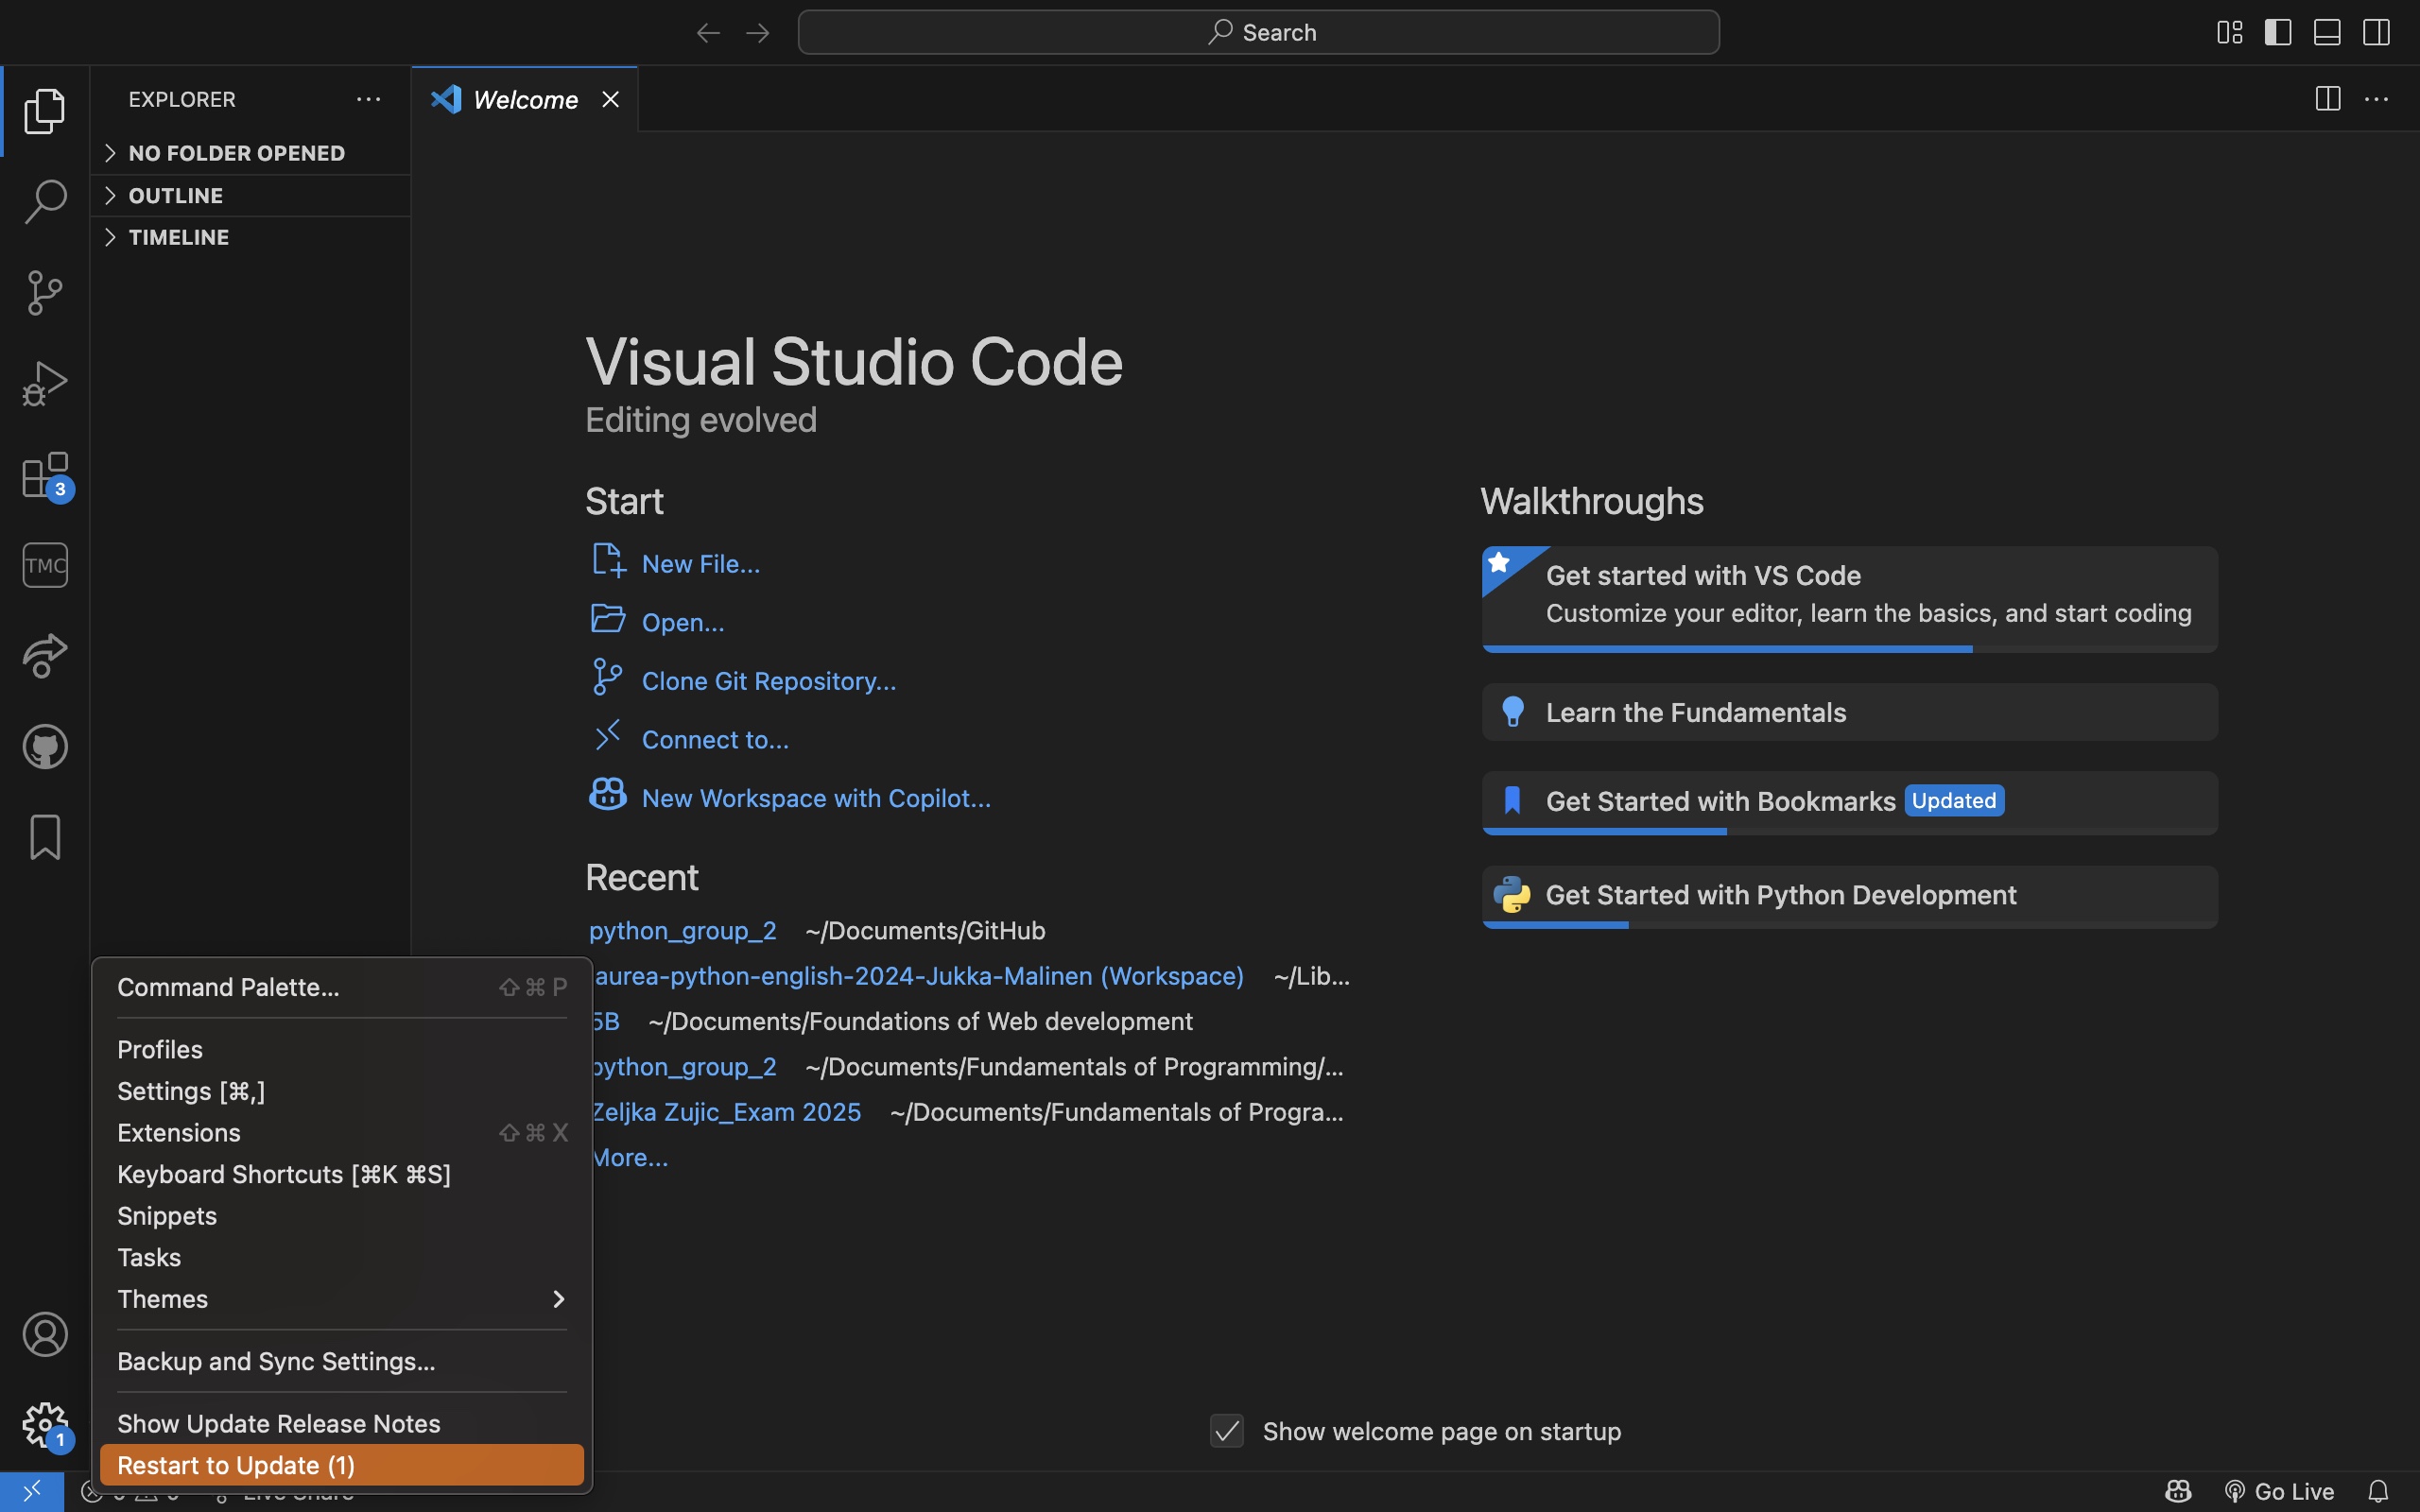 Search
EXPLORER
Welcome
NO FOLDER OPENED
OUTLINE
TIMELINE
3
TMC
Visual Studio Code
Editing evolved
Start
New File...
Open...
Clone Git Repository...
Connect to...
New Workspace with Copilot...
Recent
python_group_2 ~/Documents/GitHub
aurea-python-english-2024-Jukka-Malinen (Workspace) ~/Lib...
5B ~/Documents/Foundations of Web development
python_group_2 ~/Documents/Fundamentals of Programming/...
Zeljka Zujic_Exam 2025 ~/Documents/Fundamentals of Progra...
More...
Walkthroughs
Get started with VS Code
Customize your editor, learn the basics, and start coding
Learn the Fundamentals
Get Started with Bookmarks Updated
Get Started with Python Development
Command Palette... ⇧⌘P
Profiles
Settings [⌘,]
Extensions ⇧⌘X
Keyboard Shortcuts [⌘K ⌘S]
Snippets
Tasks
Themes
Backup and Sync Settings...
Show Update Release Notes
Restart to Update (1)
1
Show welcome page on startup
Live Share
Go Live